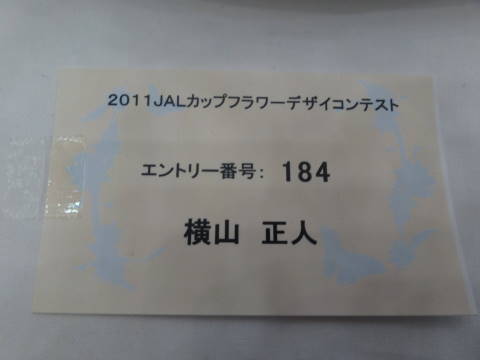 2011JALカップフラワーデザイコンテスト
エントリー番号： 184
横山　正人